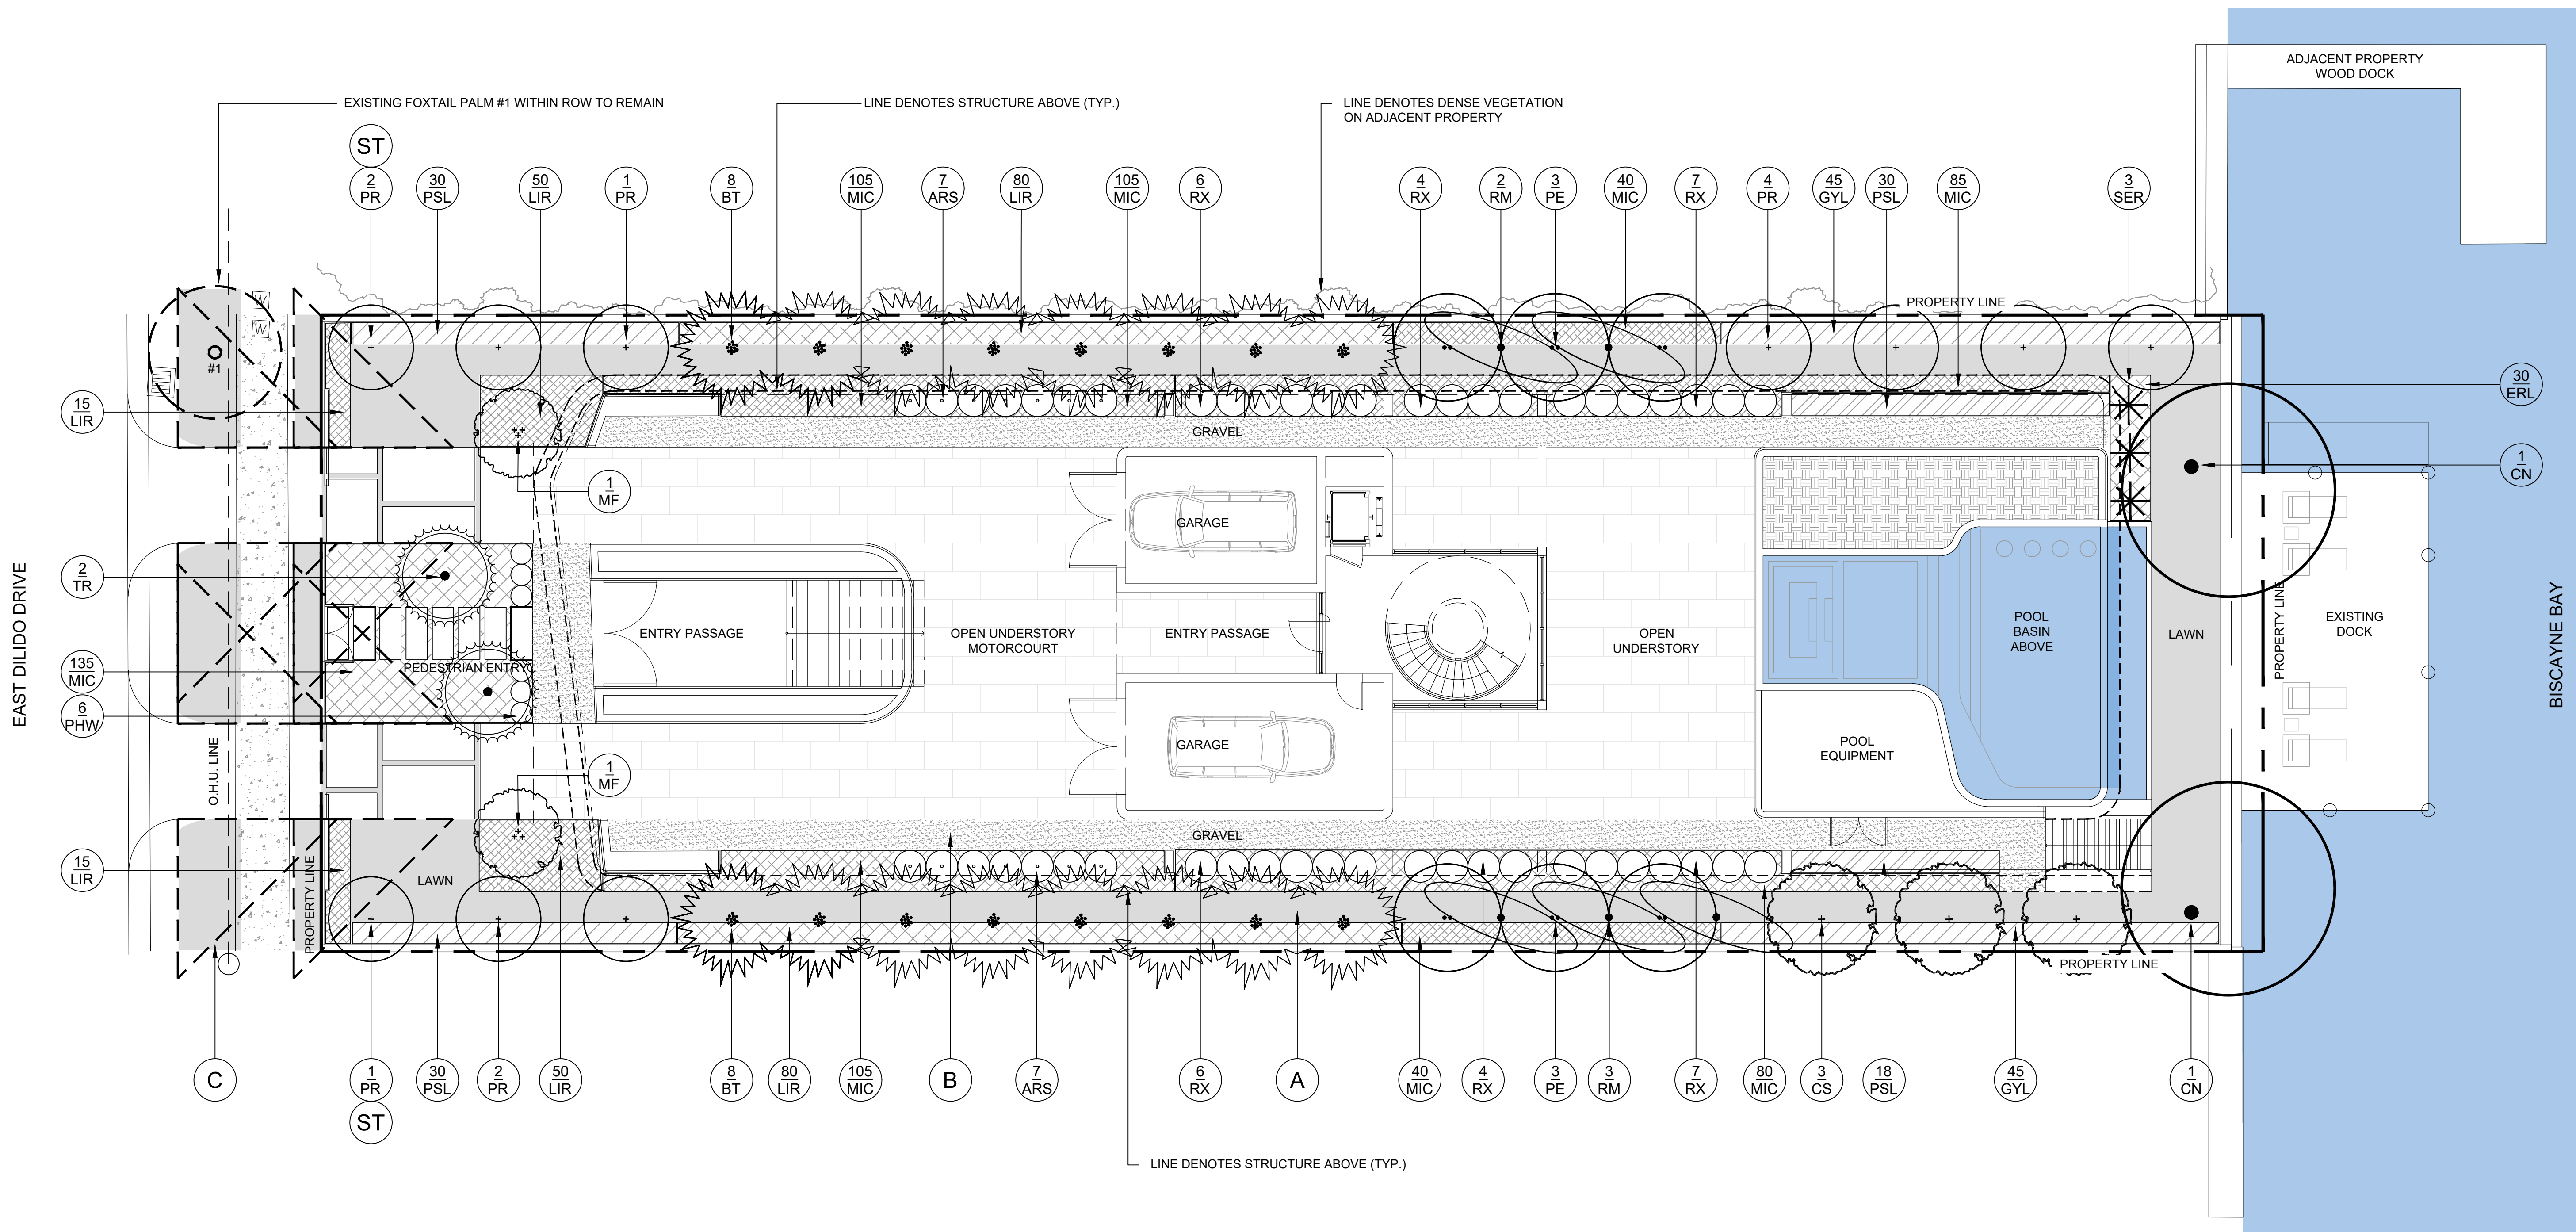 ADJACENT PROPERTY
WOOD DOCK
EXISTING FOXTAIL PALM #1 WITHIN ROW TO REMAIN
LINE DENOTES STRUCTURE ABOVE (TYP.)
LINE DENOTES DENSE VEGETATION
ON ADJACENT PROPERTY
ST
2
PR
30
PSL
50
LIR
1
PR
8
BT
105
MIC
7
ARS
80
LIR
105
MIC
6
RX
4
RX
2
RM
3
PE
40
MIC
7
RX
4
PR
45
GYL
30
PSL
85
MIC
3
SER
W
W
PROPERTY LINE
#1
15
LIR
30
ERL
GRAVEL
1
CN
1
MF
GARAGE
2
TR
EAST DILIDO DRIVE
ENTRY PASSAGE
OPEN UNDERSTORY
MOTORCOURT
ENTRY PASSAGE
OPEN
UNDERSTORY
POOL
BASIN
ABOVE
LAWN
PROPERTY LINE
EXISTING
DOCK
BISCAYNE BAY
135
MIC
PEDESTRIAN ENTRY
6
PHW
O.H.U. LINE
1
MF
GARAGE
POOL
EQUIPMENT
GRAVEL
15
LIR
PROPERTY LINE
LAWN
PROPERTY LINE
C
1
PR
ST
30
PSL
2
PR
50
LIR
8
BT
80
LIR
105
MIC
B
7
ARS
6
RX
A
40
MIC
4
RX
3
PE
3
RM
7
RX
80
MIC
3
CS
18
PSL
45
GYL
1
CN
LINE DENOTES STRUCTURE ABOVE (TYP.)